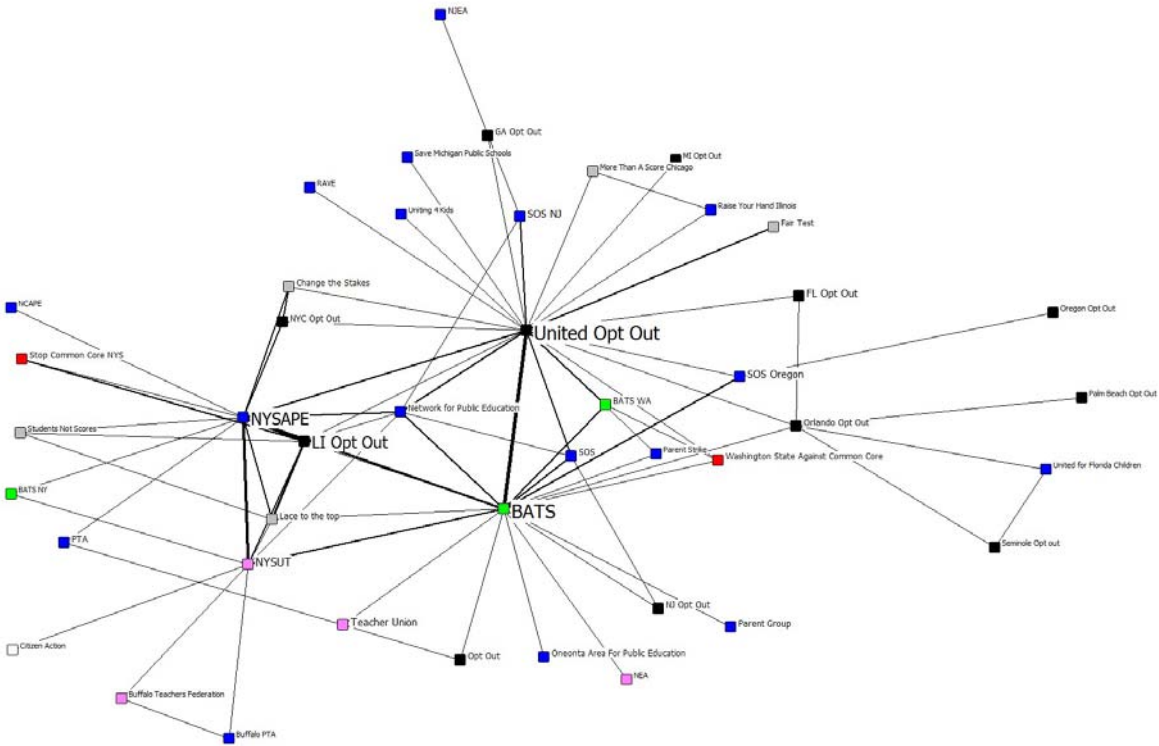 NJEA
GA Opt Out
Save Michigan Public Schools
MI Opt Out
More Than A Score Chicago
RAVE
Uniting 4 Kids
SOS NJ
Raise Your Hand Illinois
Fair Test
Change the Stakes
FL Opt Out
NCAPE
NYC Opt Out
Oregon Opt Out
United Opt Out
Stop Common Core NYS
SOS Oregon
Palm Beach Opt Out
BATS WA
Network for Public Education
NYSAPE
Orlando Opt Out
Students Not Scores
LI Opt Out
SOS
Parent Strike
Washington State Against Common Core
United for Florida Children
BATS NY
BATS
Lace to the top
PTA
Seminole Opt out
NYSUT
NJ Opt Out
Teacher Union
Parent Group
Citizen Action
Opt Out
Oneonta Area For Public Education
NEA
Buffalo Teachers Federation
Buffalo PTA